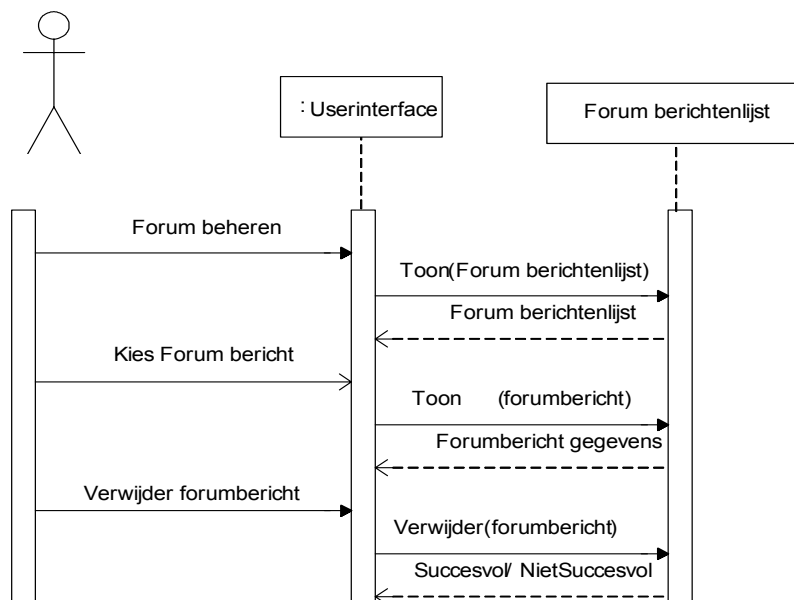 : Userinterface
Forum berichtenlijst
Forum beheren
Toon(Forum berichtenlijst)
Forum berichtenlijst
Kies Forum bericht
Toon (forumbericht)
Forumbericht gegevens
Verwijder forumbericht
Verwijder(forumbericht)
Succesvol/ NietSuccesvol